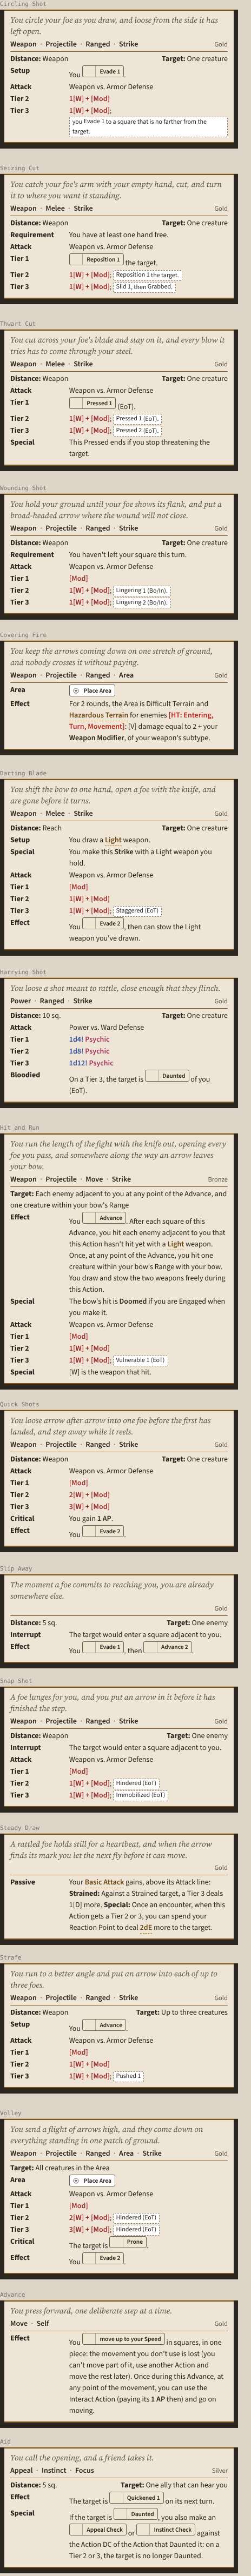 Circling Shot
You circle your foe as you draw, and loose from the side it has
left open.
Weapon · Projectile · Ranged · Strike Gold
Distance: Weapon Target: One creature
Setup You Evade 1.
Attack Weapon vs. Armor Defense
Tier 2 1[W] + [Mod]
Tier 3 1[W] + [Mod];
you Evade 1 to a square that is no farther from the
target.
Seizing Cut
You catch your foe's arm with your empty hand, cut, and turn
it to where you want it standing.
Weapon · Melee · Strike Gold
Distance: Weapon Target: One creature
Requirement You have at least one hand free.
Attack Weapon vs. Armor Defense
Tier 1 Reposition 1 the target.
Tier 2 1[W] + [Mod]; Reposition 1 the target.
Tier 3 1[W] + [Mod]; Slid 1, then Grabbed.
Thwart Cut
You cut across your foe's blade and stay on it, and every blow it
tries has to come through your steel.
Weapon · Melee · Strike Gold
Distance: Weapon Target: One creature
Attack Weapon vs. Armor Defense
Tier 1 Pressed 1 (EoT).
Tier 2 1[W] + [Mod]; Pressed 1 (EoT).
Tier 3 1[W] + [Mod]; Pressed 2 (EoT).
Special This Pressed ends if you stop threatening the
target.
Wounding Shot
You hold your ground until your foe shows its flank, and put a
broad-headed arrow where the wound will not close.
Weapon · Projectile · Ranged · Strike Gold
Distance: Weapon Target: One creature
Requirement You haven't left your square this turn.
Attack Weapon vs. Armor Defense
Tier 1 [Mod]
Tier 2 1[W] + [Mod]; Lingering 1 (Bo/In).
Tier 3 1[W] + [Mod]; Lingering 2 (Bo/In).
Covering Fire
You keep the arrows coming down on one stretch of ground,
and nobody crosses it without paying.
Weapon · Projectile · Ranged · Area Gold
Area Place Area
Effect For 2 rounds, the Area is Difficult Terrain and
Hazardous Terrain for enemies [HT: Entering,
Turn, Movement]: [V] damage equal to 2 + your
Weapon Modifier, of your weapon's subtype.
Darting Blade
You shift the bow to one hand, open a foe with the knife, and
are gone before it turns.
Weapon · Melee · Strike Gold
Distance: Reach Target: One creature
Setup You draw a Light weapon.
Special You make this Strike with a Light Weapon you
hold.
Attack Weapon vs. Armor Defense
Tier 1 [Mod]
Tier 2 1[W] + [Mod]
Tier 3 1[W] + [Mod]; Staggered (EoT)
Effect You Evade 2, then can stow the Light
weapon you've drawn.
Harrying Shot
You loose a shot meant to rattle, close enough that they flinch.
Power · Ranged · Strike Gold
Distance: 10 sq. Target: One creature
Attack Power vs. Ward Defense
Tier 1 1d4! Psychic
Tier 2 1d8! Psychic
Tier 3 1d12! Psychic
Bloodied On a Tier 3, the target is Daunted of you
(EoT).
Hit and Run
You run the length of the fight with the knife out, opening every
foe you pass, and somewhere along the way an arrow leaves
your bow.
Weapon · Projectile · Move · Strike Bronze
Target: Each enemy adjacent to you at any point of the Advance, and
one creature within your bow's Range
Effect You Advance. After each square of this
Advance, you hit each enemy adjacent to you that
this Action hasn't hit yet with a Light weapon.
Once, at any point of the Advance, you hit one
creature within your bow's Range with your bow.
You draw and stow the two weapons freely during
this Action.
Special The bow's hit is Doomed if you are Engaged when
you make it.
Attack Weapon vs. Armor Defense
Tier 1 [Mod]
Tier 2 1[W] + [Mod]
Tier 3 1[W] + [Mod]; Vulnerable 1 (EoT)
Special [W] is the weapon that hit.
Quick Shots
You loose arrow after arrow into one foe before the first has
landed, and step away while it reels.
Weapon · Projectile · Ranged · Strike Gold
Distance: Weapon Target: One creature
Attack Weapon vs. Armor Defense
Tier 1 [Mod]
Tier 2 2[W] + [Mod]
Tier 3 3[W] + [Mod]
Critical You gain 1 AP.
Effect You Evade 2.
Slip Away
The moment a foe commits to reaching you, you are already
somewhere else.
Gold
Distance: 5 sq. Target: One enemy
Interrupt The target would enter a square adjacent to you.
Effect You Evade 1, then Advance 2.
Snap Shot
A foe lunges for you, and you put an arrow in it before it has
finished the step.
Weapon · Projectile · Ranged · Strike Gold
Distance: Weapon Target: One enemy
Interrupt The target would enter a square adjacent to you.
Attack Weapon vs. Armor Defense
Tier 1 [Mod]
Tier 2 1[W] + [Mod]; Hindered (EoT)
Tier 3 1[W] + [Mod]; Immobilized (EoT)
Steady Draw
A rattled foe holds still for a heartbeat, and when the arrow
finds its mark you let the next fly before it can move.
Gold
Passive Your Basic Attack gains, above its Attack line:
Strained: Against a Strained target, a Tier 3 deals
1[D] more. Special: Once an encounter, when this
Action gets a Tier 2 or 3, you can spend your
Reaction Point to deal 2dE more to the target.
Strafe
You run to a better angle and put an arrow into each of up to
three foes.
Weapon · Projectile · Ranged · Strike Gold
Distance: Weapon Target: Up to three creatures
Setup You Advance.
Attack Weapon vs. Armor Defense
Tier 1 [Mod]
Tier 2 1[W] + [Mod]
Tier 3 1[W] + [Mod]; Pushed 1
Volley
You send a flight of arrows high, and they come down on
everything standing in one patch of ground.
Weapon · Projectile · Ranged · Area · Strike Gold
Target: All creatures in the Area
Area Place Area
Attack Weapon vs. Armor Defense
Tier 1 [Mod]
Tier 2 2[W] + [Mod]; Hindered (EoT)
Tier 3 3[W] + [Mod]; Hindered (EoT)
Critical The target is Prone.
Effect You Evade 2.
Advance
You press forward, one deliberate step at a time.
Move · Self Gold
Effect You move up to your Speed in squares, in one
piece: the movement you don't use is lost (you
can't move part of it, use another Action and
move the rest later). Once during this Advance, at
any point of the movement, you can use the
Interact Action (paying its 1 AP then) and go on
moving.
Aid
You call the opening, and a friend takes it.
Appeal · Instinct · Focus Silver
Distance: 5 sq. Target: One ally that can hear you
Effect The target is Quickened 1 on its next turn.
Special If the target is Daunted, you also make an
Appeal Check or Instinct Check against
the Action DC of the Action that Daunted it: on a
Tier 2 or 3, the target is no longer Daunted.